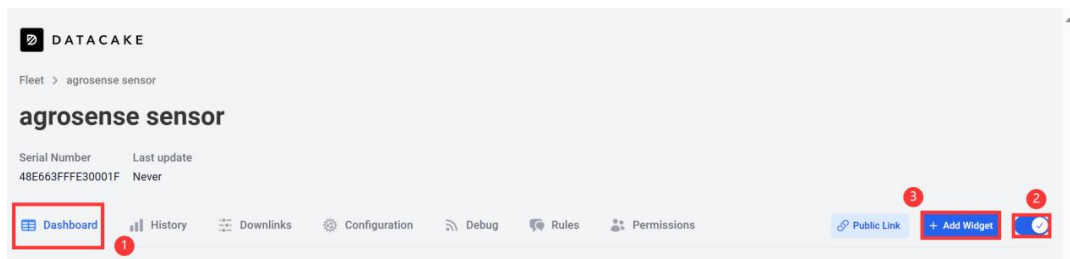 DATACAKE
Fleet > agrosense sensor
agrosense sensor
Serial Number Last update
48E663FFFE30001F Never
3 2
Dashboard History Downlinks Configuration Debug Rules Permissions Public Link + Add Widget
1